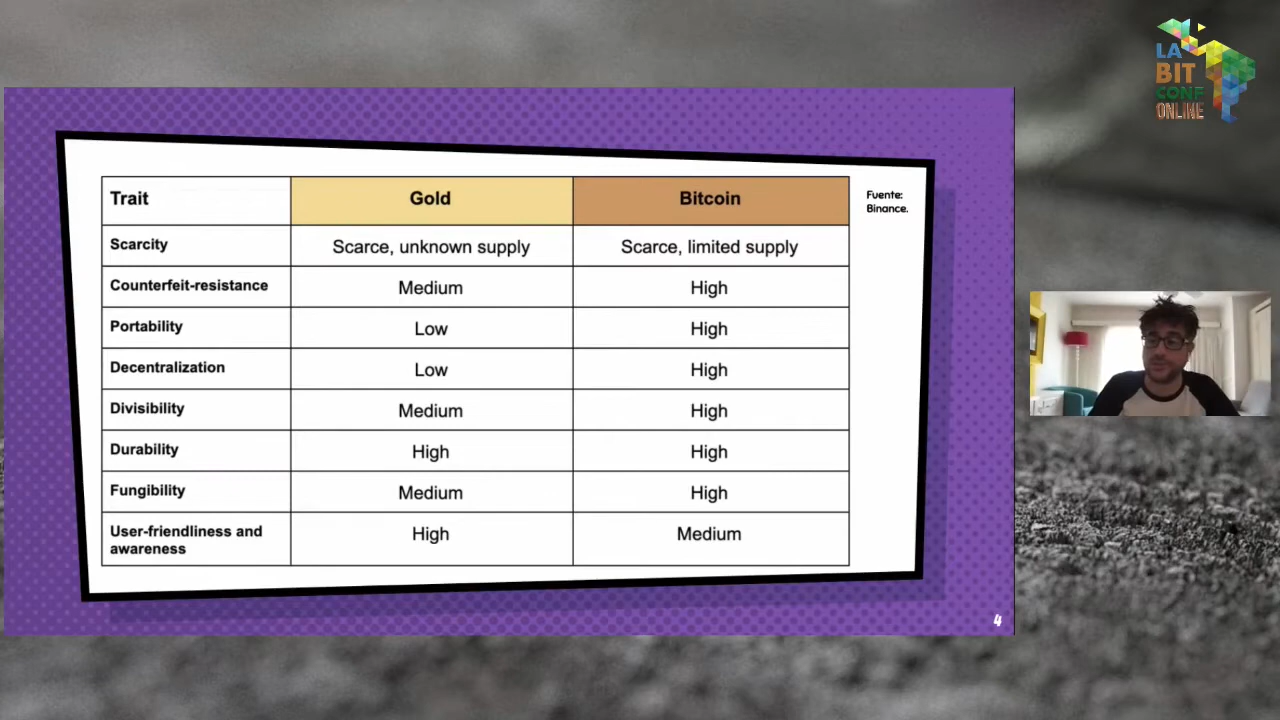 LA
BIT
CONF
ONLINE
Trait Gold Bitcoin
Fuente:
Binance.
Scarcity Scarce, unknown supply Scarce, limited supply
Counterfeit-resistance Medium High
Portability Low High
Decentralization Low High
Divisibility Medium High
Durability High High
Fungibility Medium High
User-friendliness and
awareness High Medium
4